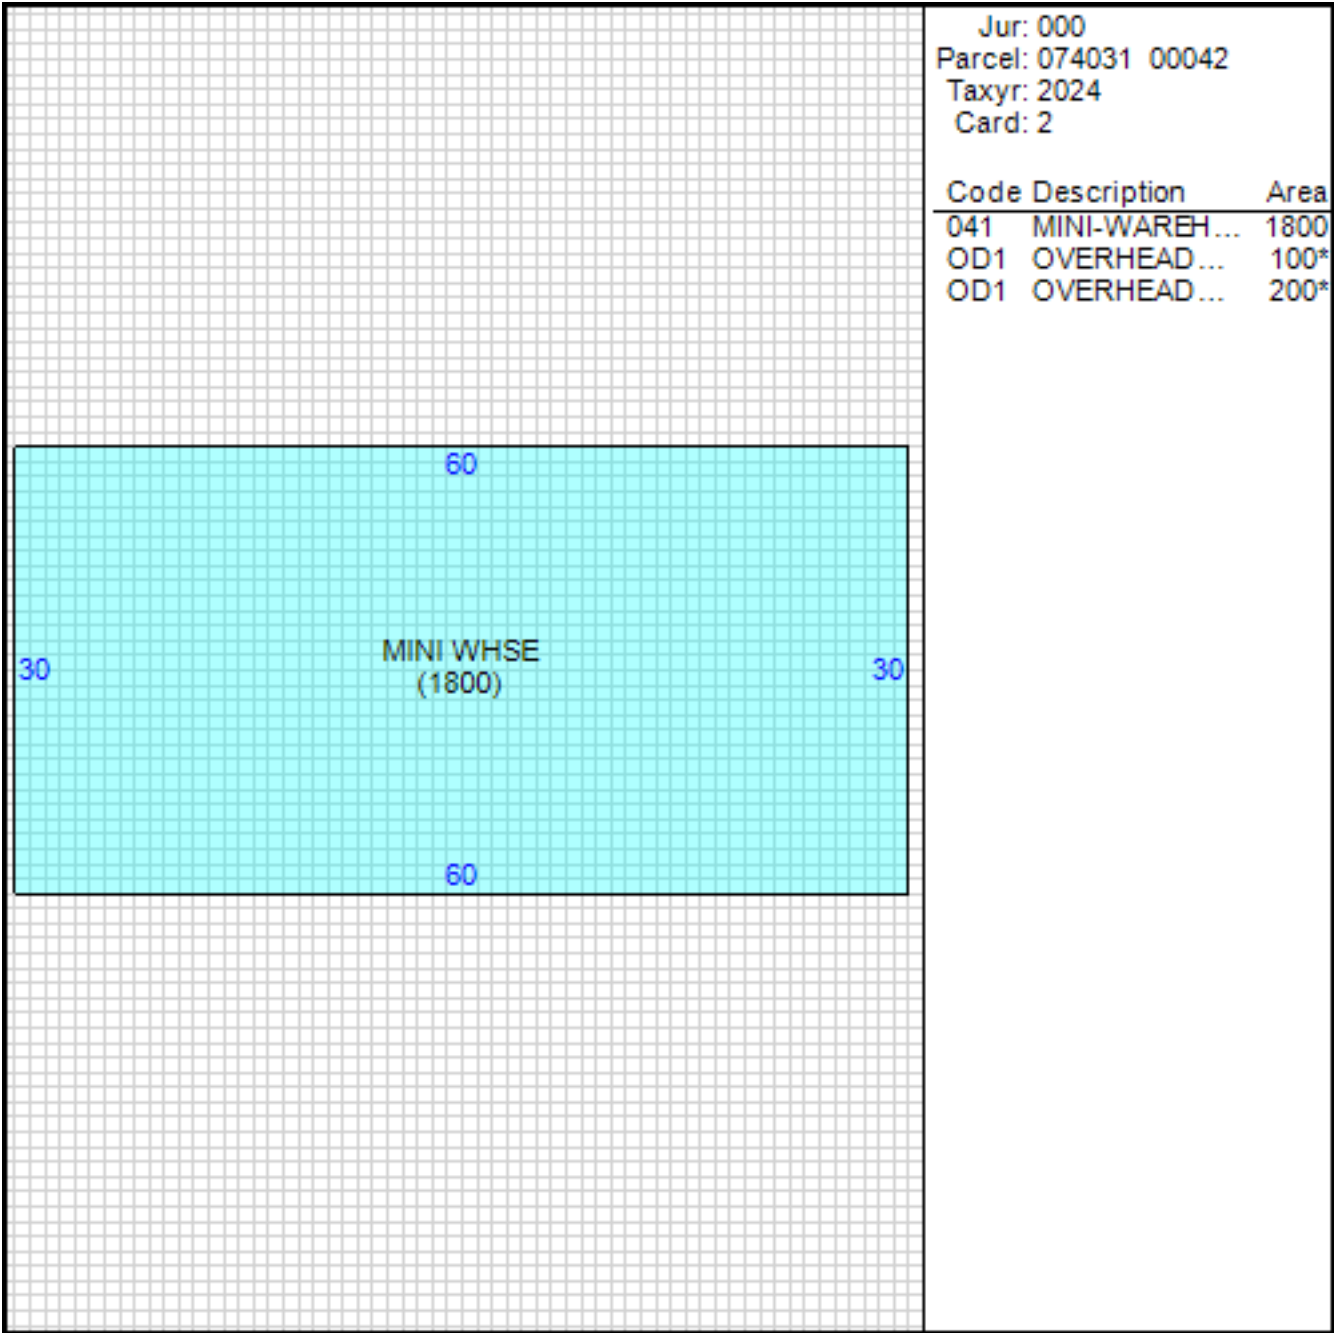 Jur: 000
Parcel: 074031 00042
Taxyr: 2024
Card: 2
Code Description Area
041 MINI-WAREH... 1800
OD1 OVERHEAD... 100*
OD1 OVERHEAD... 200*
60
MINI WHSE
30 30
(1800)
60